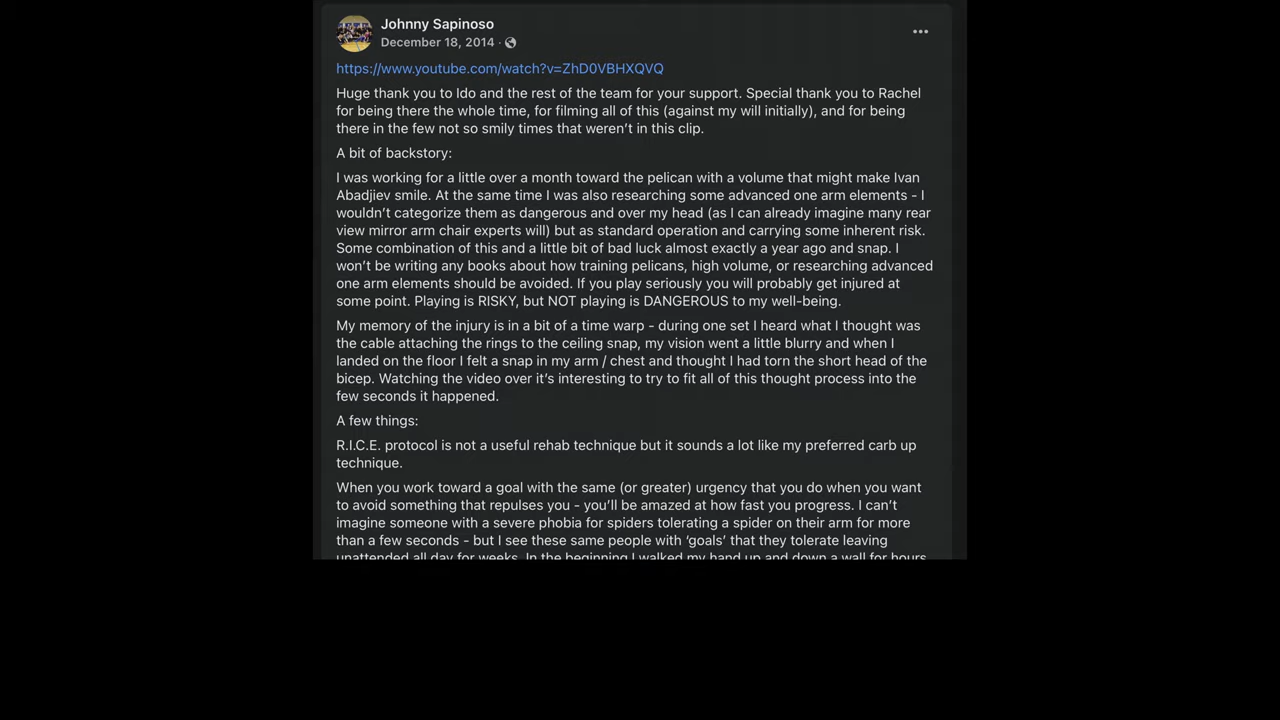 Johnny Sapinoso
December 18, 2014 ·
https://www.youtube.com/watch?v=ZhD0VBHXQVQ
Huge thank you to Ido and the rest of the team for your support. Special thank you to Rachel
for being there the whole time, for filming all of this (against my will initially), and for being
there in the few not so smily times that weren't in this clip.
A bit of backstory:
I was working for a little over a month toward the pelican with a volume that might make Ivan
Abadjiev smile. At the same time I was also researching some advanced one arm elements - I
wouldn't categorize them as dangerous and over my head (as I can already imagine many rear
view mirror arm chair experts will) but as standard operation and carrying some inherent risk.
Some combination of this and a little bit of bad luck almost exactly a year ago and snap. I
won't be writing any books about how training pelicans, high volume, or researching advanced
one arm elements should be avoided. If you play seriously you will probably get injured at
some point. Playing is RISKY, but NOT playing is DANGEROUS to my well-being.
My memory of the injury is in a bit of a time warp - during one set I heard what I thought was
the cable attaching the rings to the ceiling snap, my vision went a little blurry and when I
landed on the floor I felt a snap in my arm / chest and thought I had torn the short head of the
bicep. Watching the video over it's interesting to try to fit all of this thought process into the
few seconds it happened.
A few things:
R.I.C.E. protocol is not a useful rehab technique but it sounds a lot like my preferred carb up
technique.
When you work toward a goal with the same (or greater) urgency that you do when you want
to avoid something that repulses you - you'll be amazed at how fast you progress. I can't
imagine someone with a severe phobia for spiders tolerating a spider on their arm for more
than a few seconds - but I see these same people with 'goals' that they tolerate leaving
unattended all day for weeks. In the beginning I walked my hand up and down a wall for hours